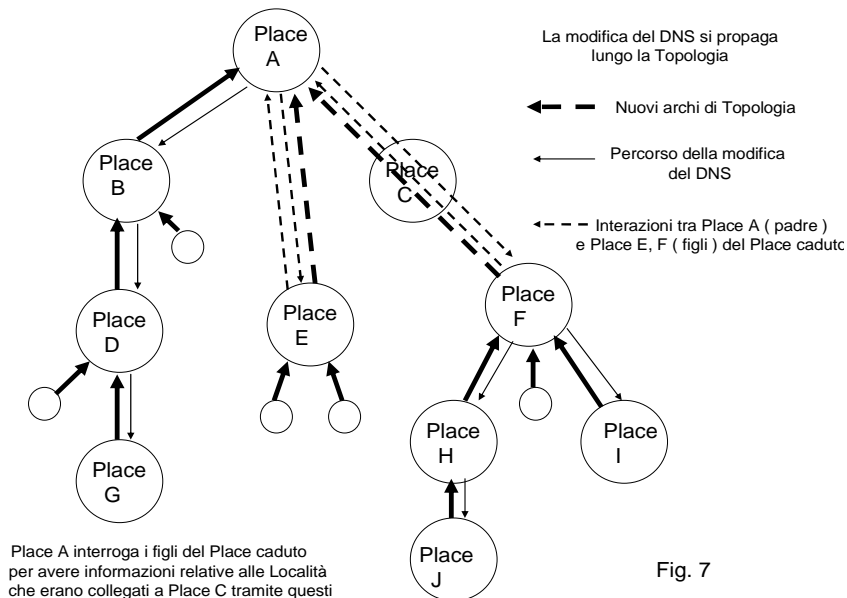 Place
A
La modifica del DNS si propaga
lungo la Topologia
Nuovi archi di Topologia
Place
B
Place
C
Percorso della modifica
del DNS
Interazioni tra Place A ( padre )
e Place E, F ( figli ) del Place caduto
Place
D
Place
E
Place
F
Place
G
Place
H
Place
I
Place
J
Place A interroga i figli del Place caduto
per avere informazioni relative alle Località
che erano collegati a Place C tramite questi
Fig. 7